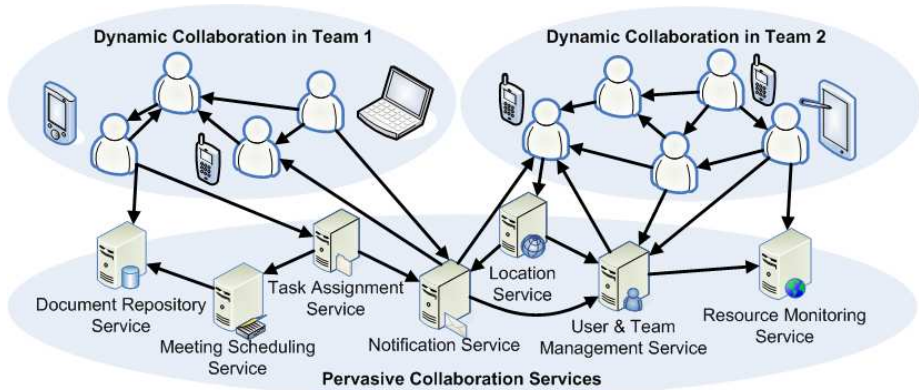 Dynamic Collaboration in Team 1
Dynamic Collaboration in Team 2
Document Repository
Service
Meeting Scheduling
Service
Task Assignment
Service
Notification Service
Location
Service
User & Team
Management Service
Resource Monitoring
Service
Pervasive Collaboration Services